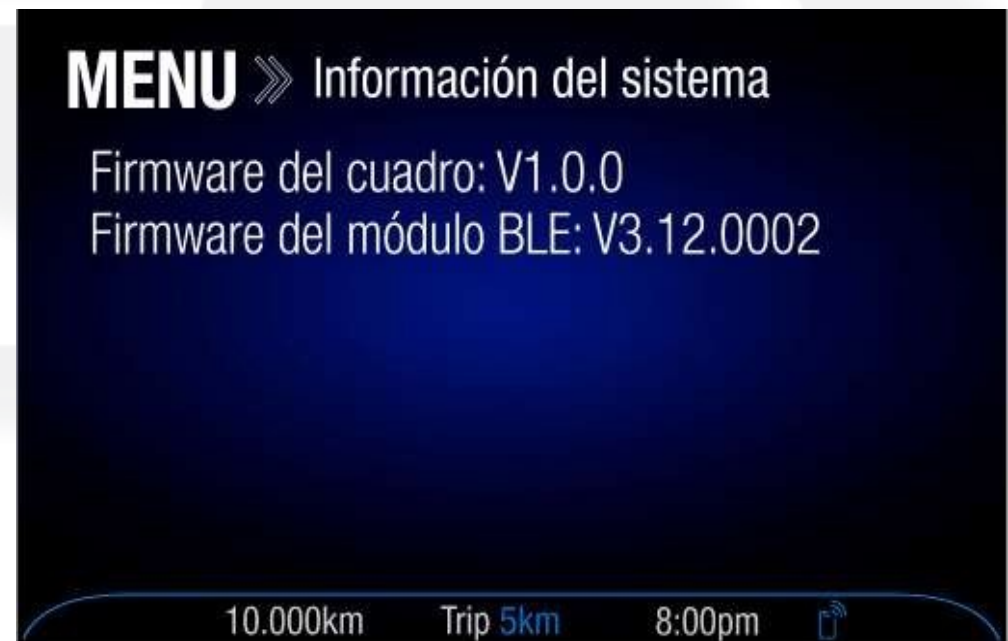 MENU Información del sistema
Firmware del cuadro: V1.0.0
Firmware del módulo BLE: V3.12.0002
10.000km Trip 5km 8:00pm